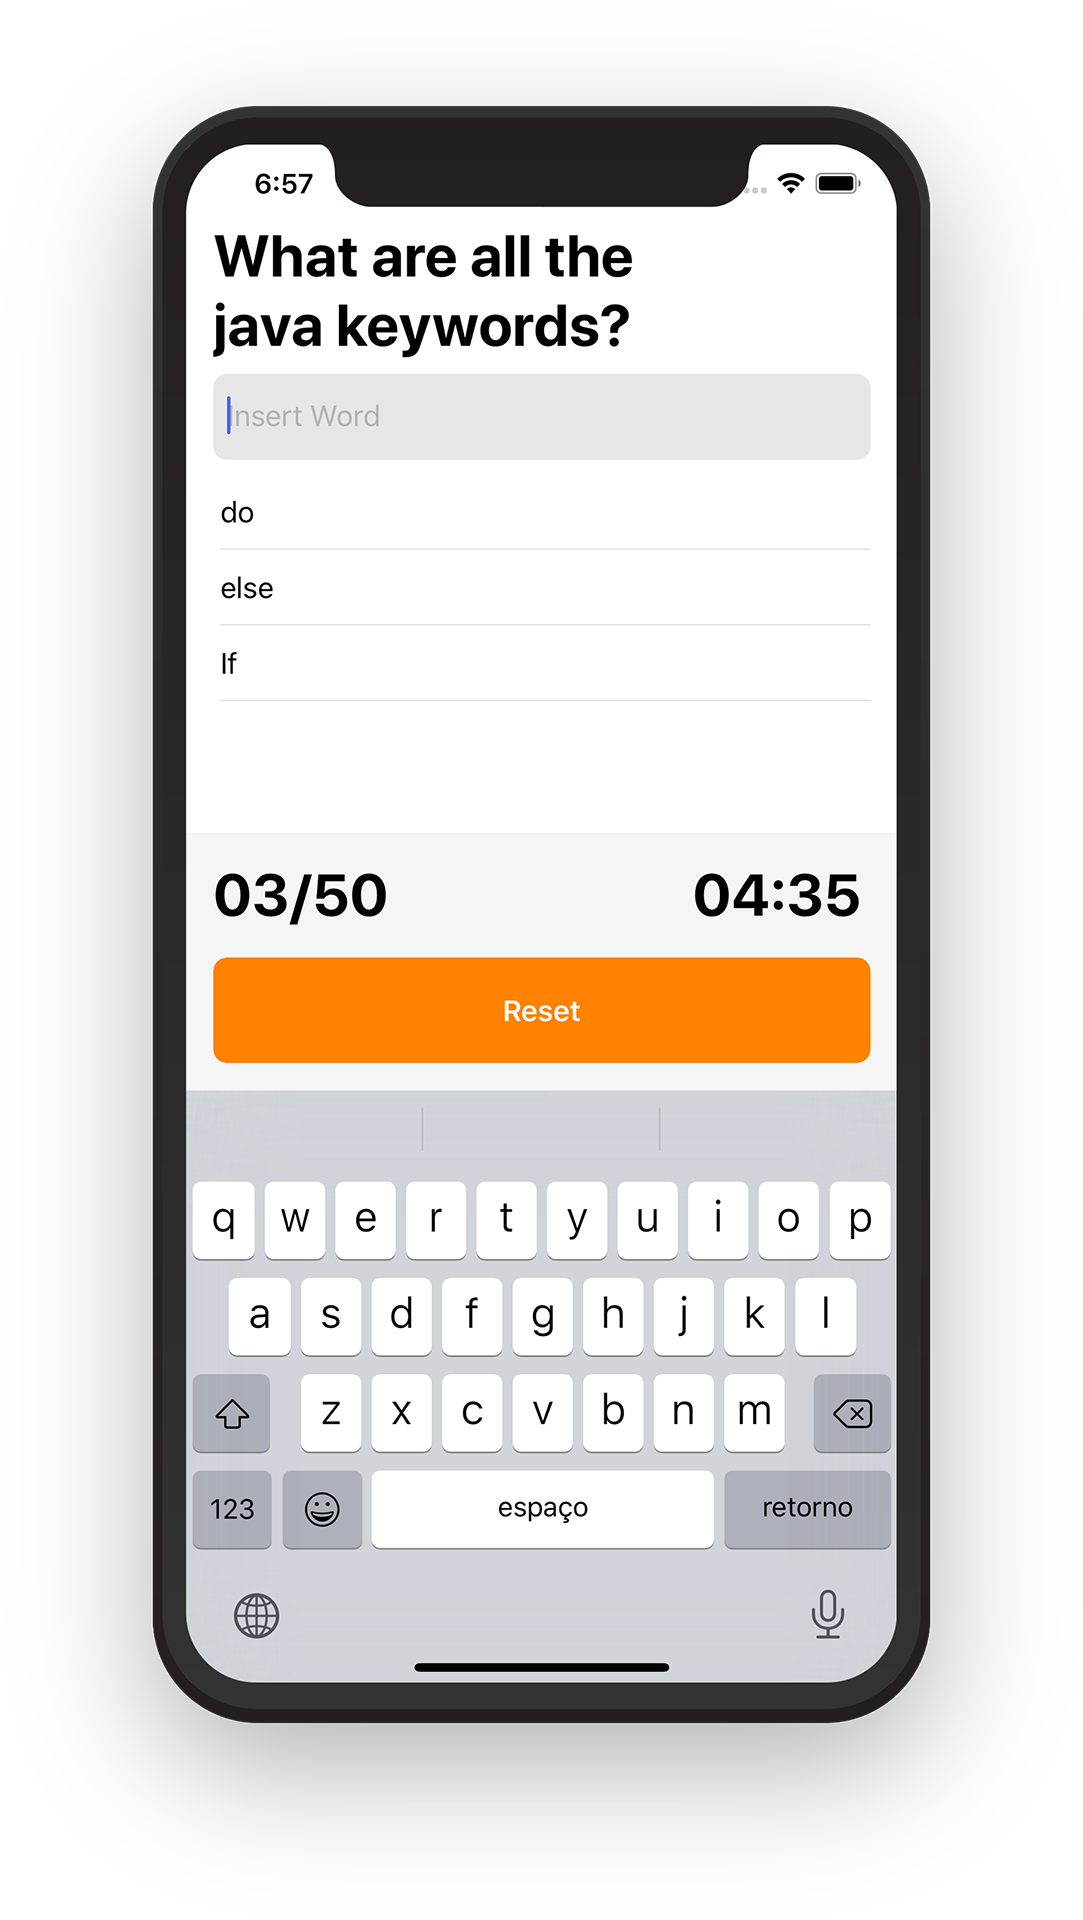 6:57
What are all the
java keywords?
Insert Word
do
else
If
03/50 04:35
Reset
q w e r t y u i o p
a s d f g h j k l
z x c v b n m
123 espaço retorno